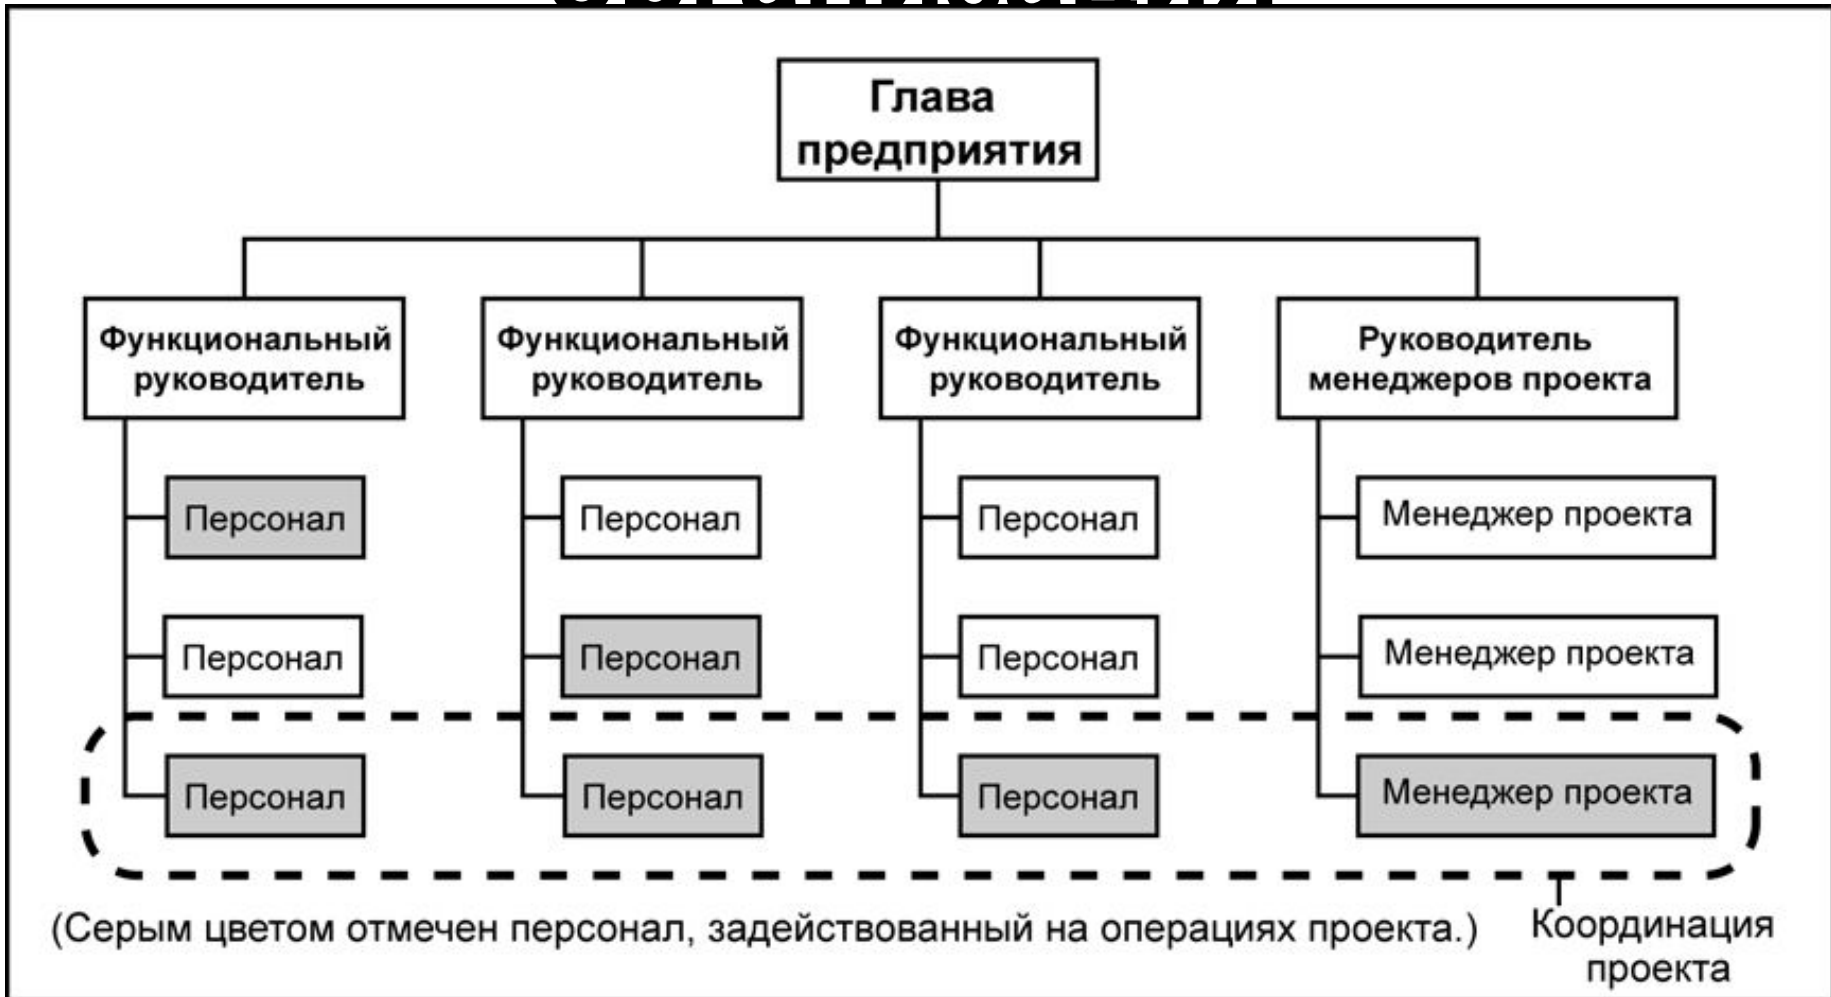 Глава
предприятия
Функциональный
руководитель
Функциональный
руководитель
Функциональный
руководитель
Руководитель
менеджеров проекта
Персонал
Персонал
Персонал
Менеджер проекта
Персонал
Персонал
Персонал
Менеджер проекта
Персонал
Персонал
Персонал
Менеджер проекта
(Серым цветом отмечен персонал, задействованный на операциях проекта.)
Координация
проекта